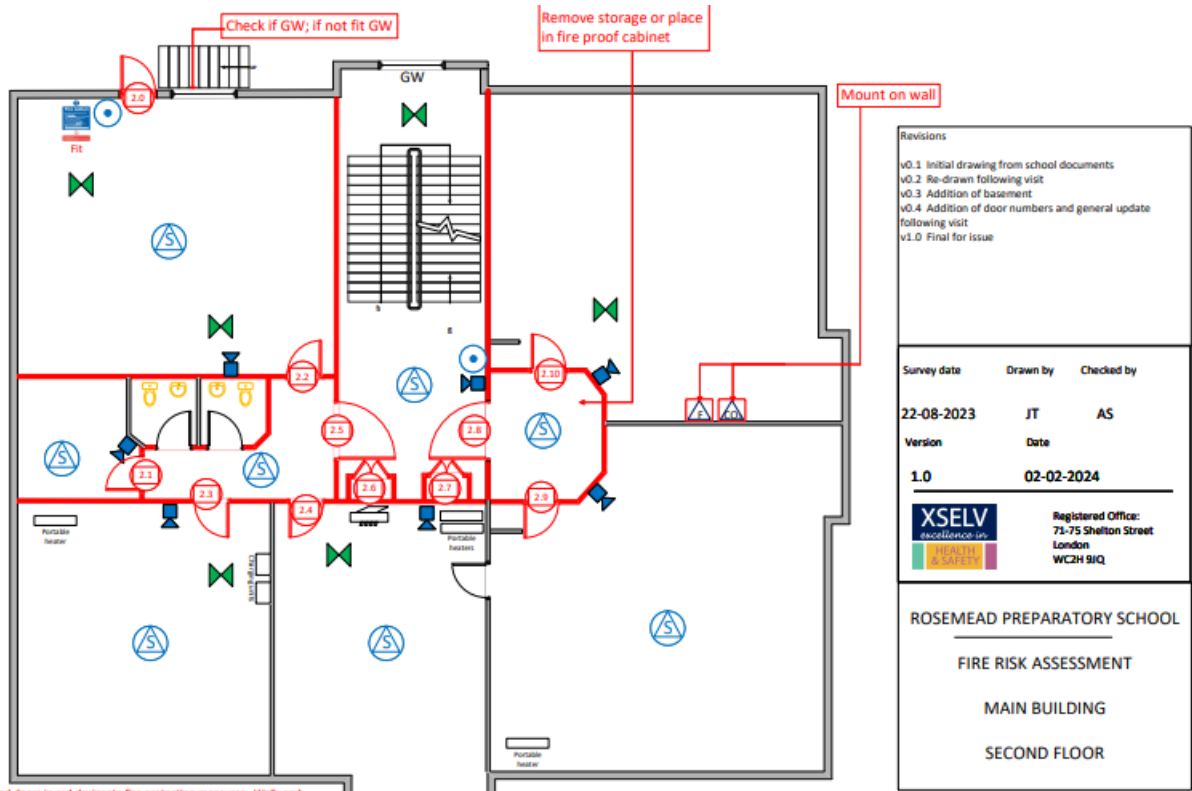 Check if GW; if not fit GW
Remove storage or place
in fire proof cabinet
Mount on wall
GW
2.0
Fit
S
S
S
S
S
S
S
S
2.2
2.10
2.5
2.8
2.1
2.3
2.4
2.6
2.7
2.9
F
CO
Portable
heater
Portable
heaters
Portable
heater
Revisions
v0.1 Initial drawing from school documents
v0.2 Re-drawn following visit
v0.3 Addition of basement
v0.4 Addition of door numbers and general update
following visit
v1.0 Final for issue
Survey date Drawn by Checked by
22-08-2023 JT AS
Version Date
1.0 02-02-2024
XSELV
excellence in
HEALTH
& SAFETY
Registered Office:
71-75 Shelton Street
London
WC2H 9JQ
ROSEMEAD PREPARATORY SCHOOL
FIRE RISK ASSESSMENT
MAIN BUILDING
SECOND FLOOR